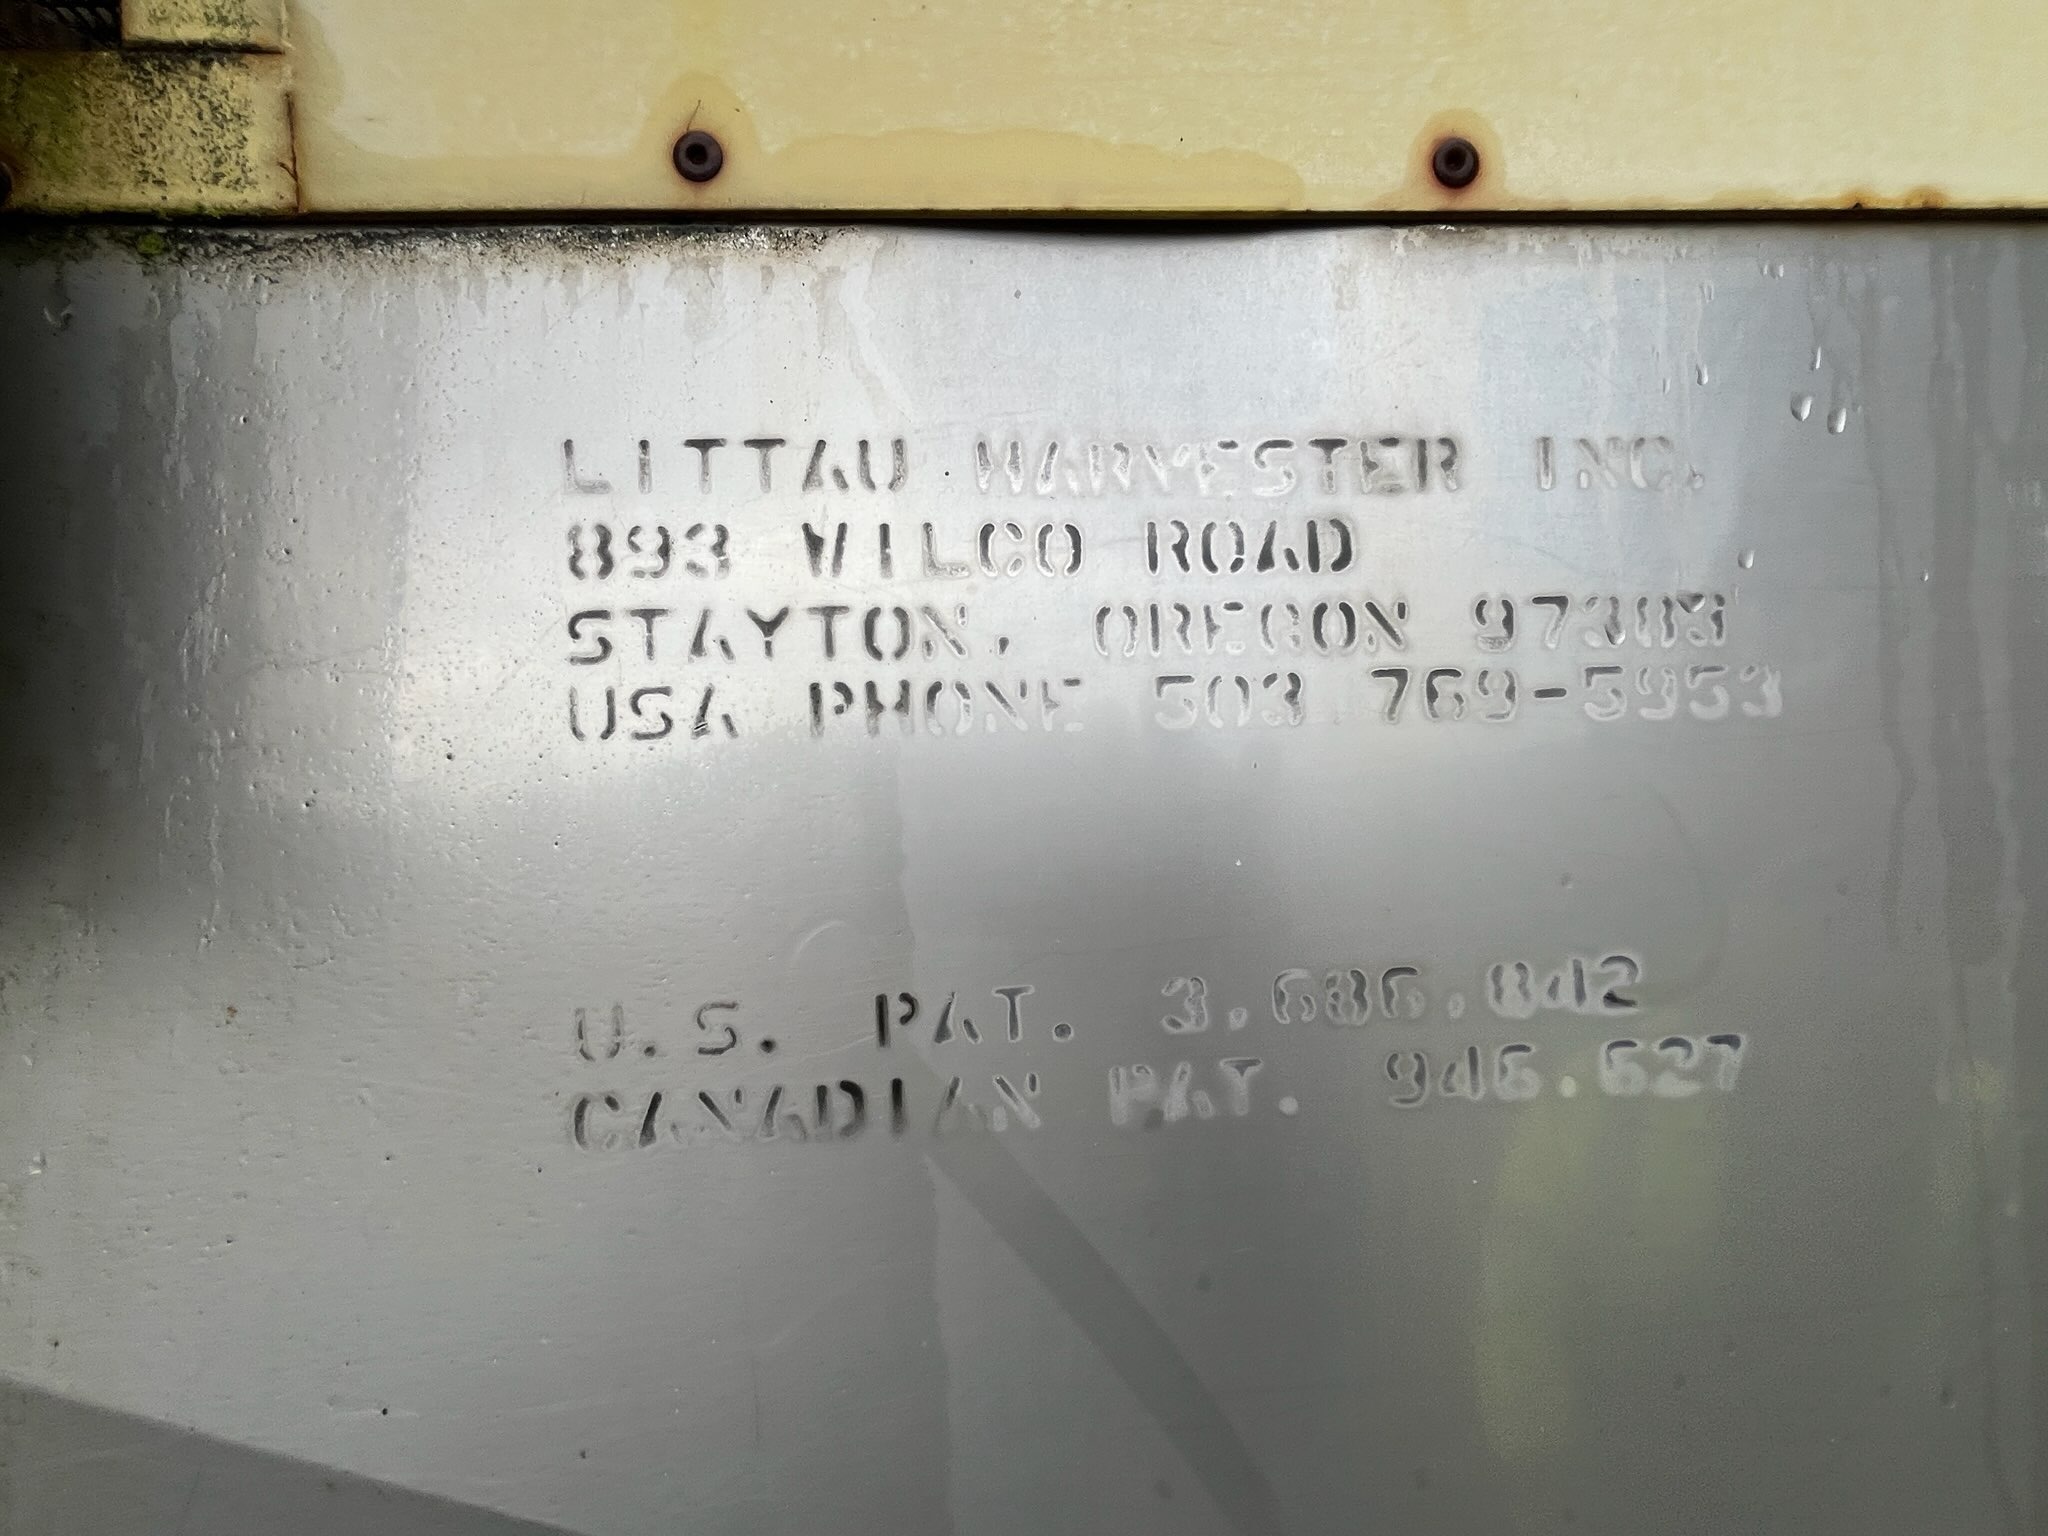 LITTAU HARVESTER INC.
893 WILCO ROAD
STAYTON, OREGON 97383
USA PHONE 503 769-5953
U.S. PAT. 3.686.842
CANADIAN PAT. 946.627